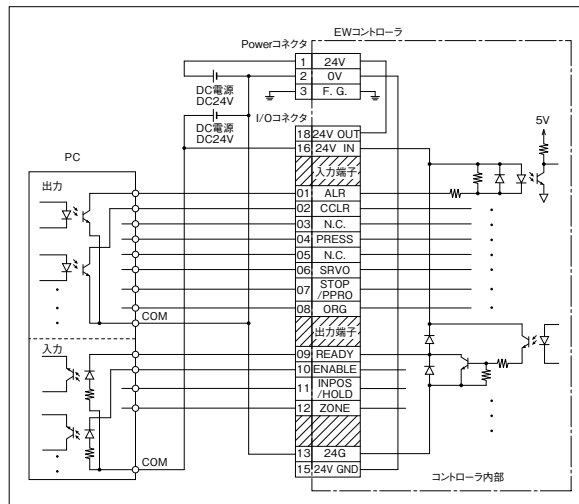 EWコントローラ
Powerコネクタ
1 24V
2 0V
3 F. G.
DC電源
DC24V
DC電源
DC24V
I/Oコネクタ
18 24V OUT
16 24V IN
入力端子
5V
PC
出力
01 ALR
02 CCLR
03 N.C.
04 PRESS
05 N.C.
06 SRVO
07 STOP
/PPRO
08 ORG
COM
出力端子
入力
09 READY
10 ENABLE
11 INPOS
/HOLD
12 ZONE
COM
13 24G
15 24V GND
コントローラ内部